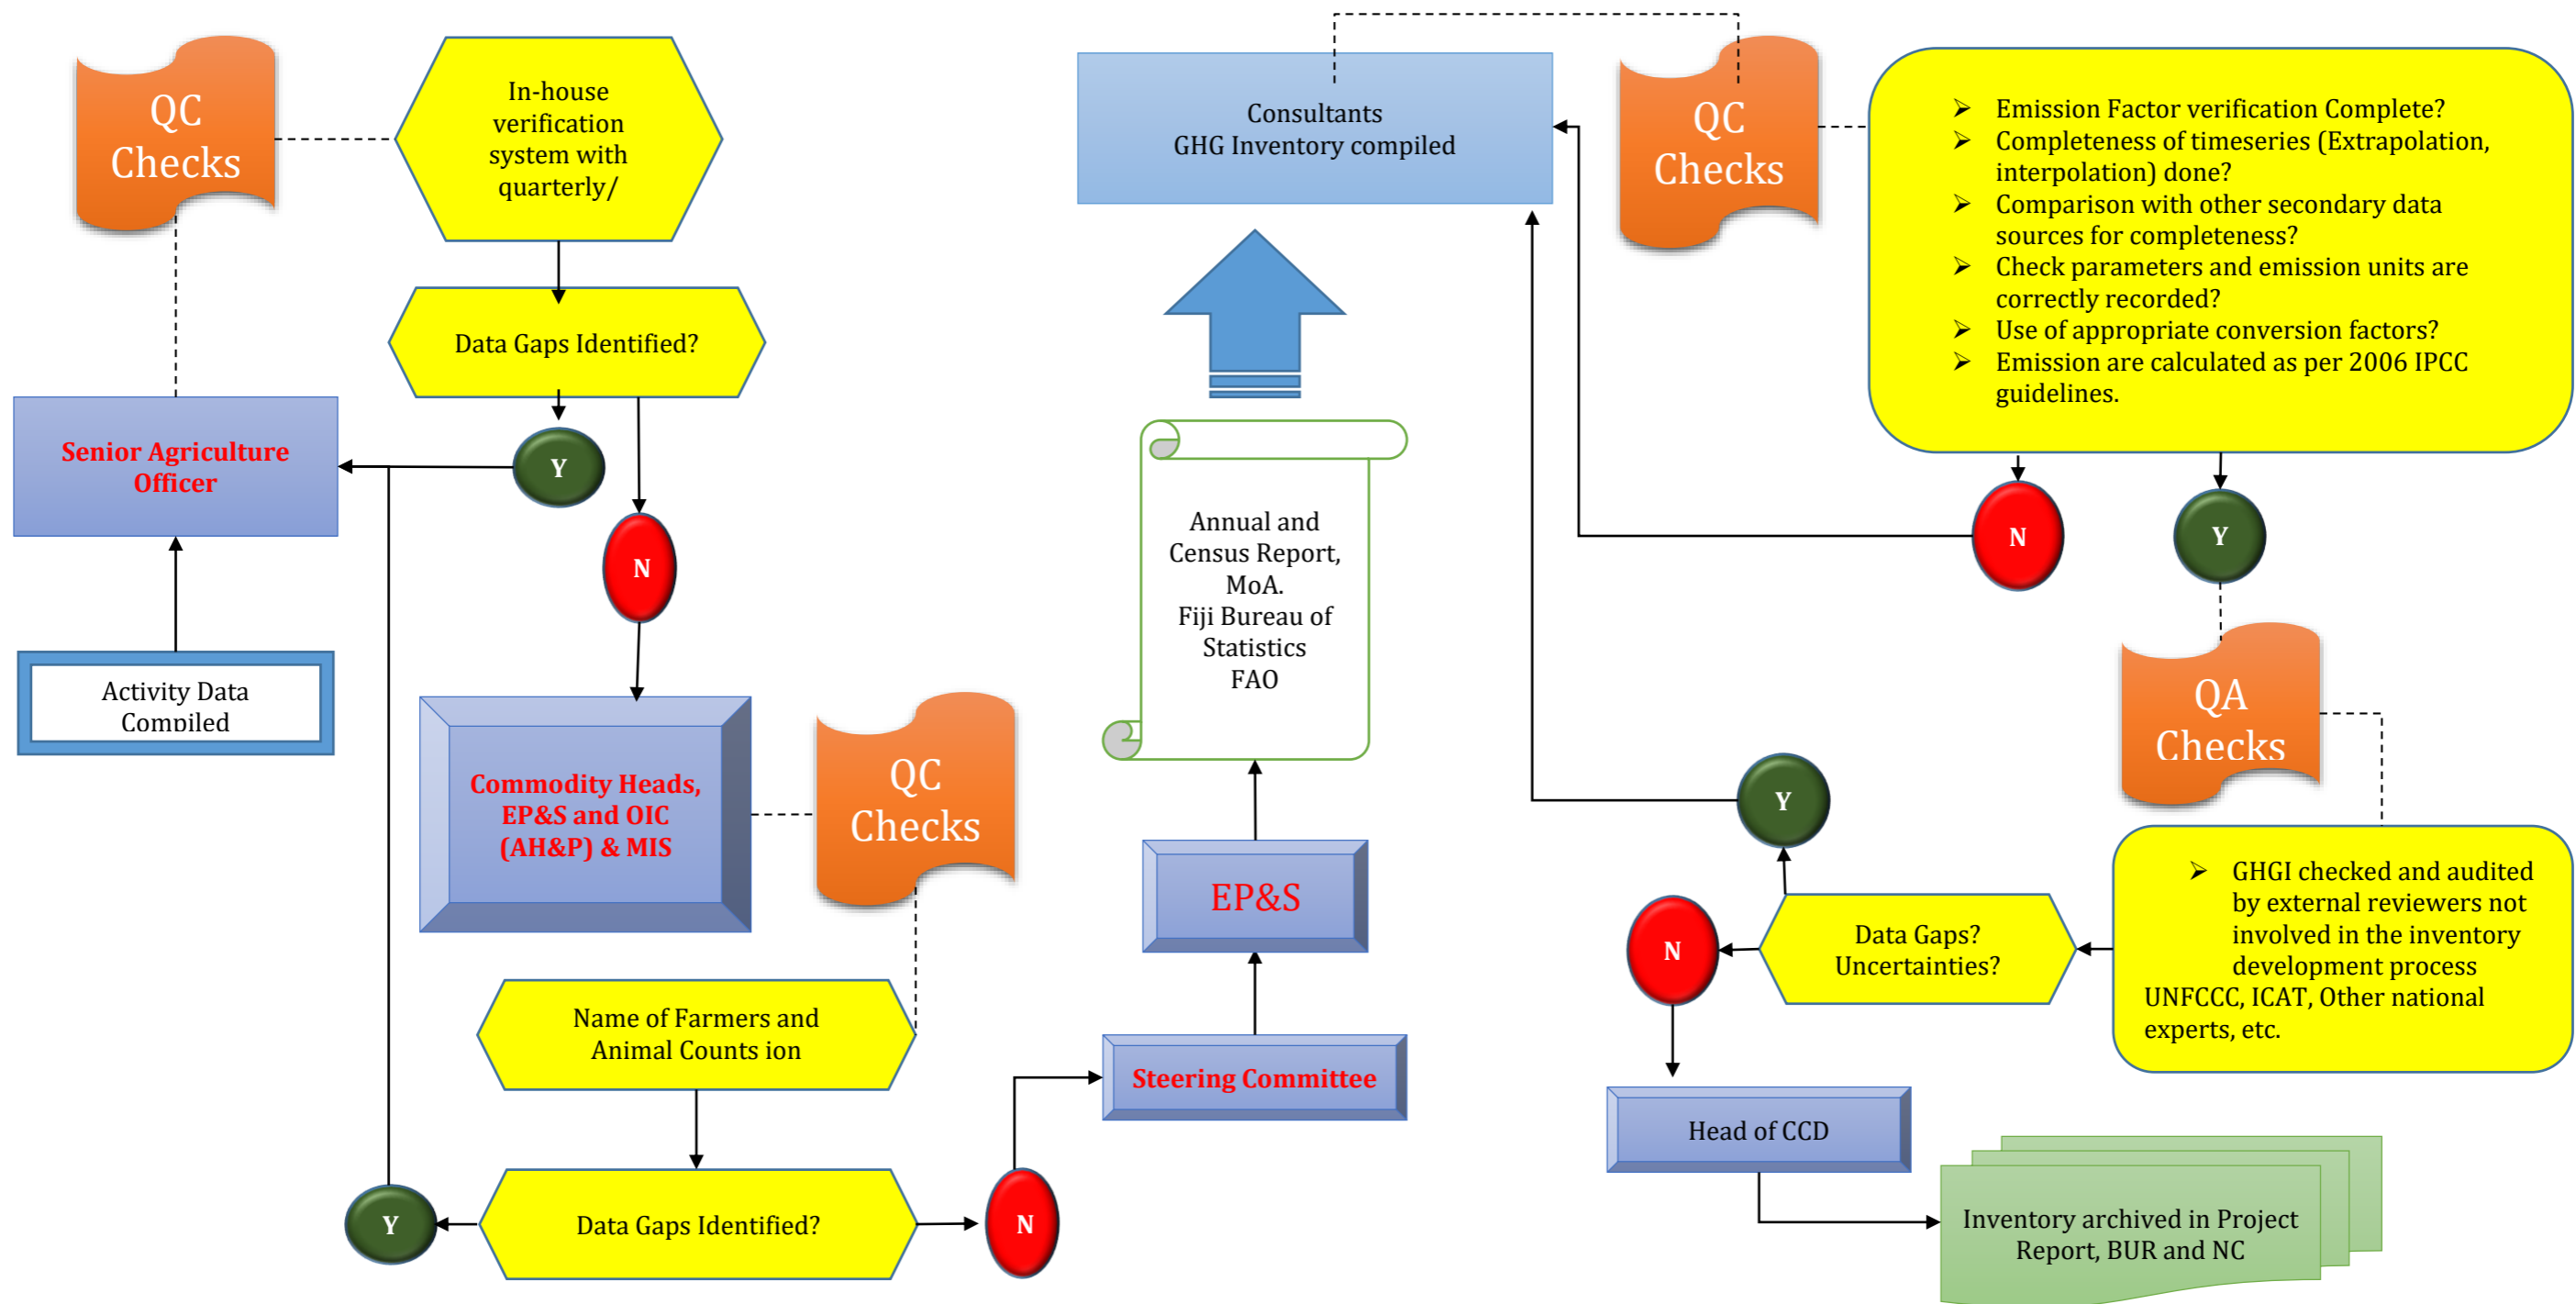 QC
Checks
In-house
verification
system with
quarterly/
Data Gaps Identified?
Y
N
Senior Agriculture
Officer
Activity Data
Compiled
Commodity Heads,
EP&S and OIC
(AH&P) & MIS
QC
Checks
Name of Farmers and
Animal Counts ion
Data Gaps Identified?
Y
N
Steering Committee
EP&S
Annual and
Census Report,
MoA.
Fiji Bureau of
Statistics
FAO
Consultants
GHG Inventory compiled
QC
Checks
➢ Emission Factor verification Complete?
➢ Completeness of timeseries (Extrapolation,
interpolation) done?
➢ Comparison with other secondary data
sources for completeness?
➢ Check parameters and emission units are
correctly recorded?
➢ Use of appropriate conversion factors?
➢ Emission are calculated as per 2006 IPCC
guidelines.
N
Y
QA
Checks
➢ GHGI checked and audited
by external reviewers not
involved in the inventory
development process
UNFCCC, ICAT, Other national
experts, etc.
Data Gaps?
Uncertainties?
Y
N
Head of CCD
Inventory archived in Project
Report, BUR and NC